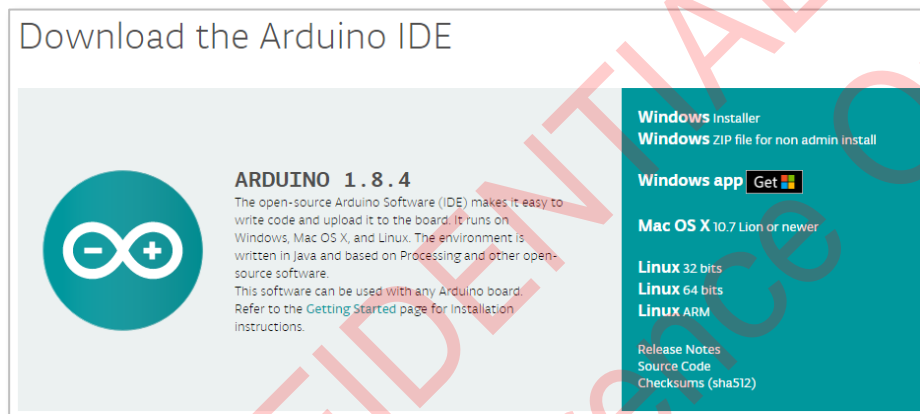 Download the Arduino IDE
ARDUINO 1.8.4
The open-source Arduino Software (IDE) makes it easy to
write code and upload it to the board. It runs on
Windows, Mac OS X, and Linux. The environment is
written in Java and based on Processing and other open-
source software.
This software can be used with any Arduino board.
Refer to the Getting Started page for Installation
instructions.
Windows Installer
Windows ZIP file for non admin install
Windows app Get
Mac OS X 10.7 Lion or newer
Linux 32 bits
Linux 64 bits
Linux ARM
Release Notes
Source Code
Checksums (sha512)